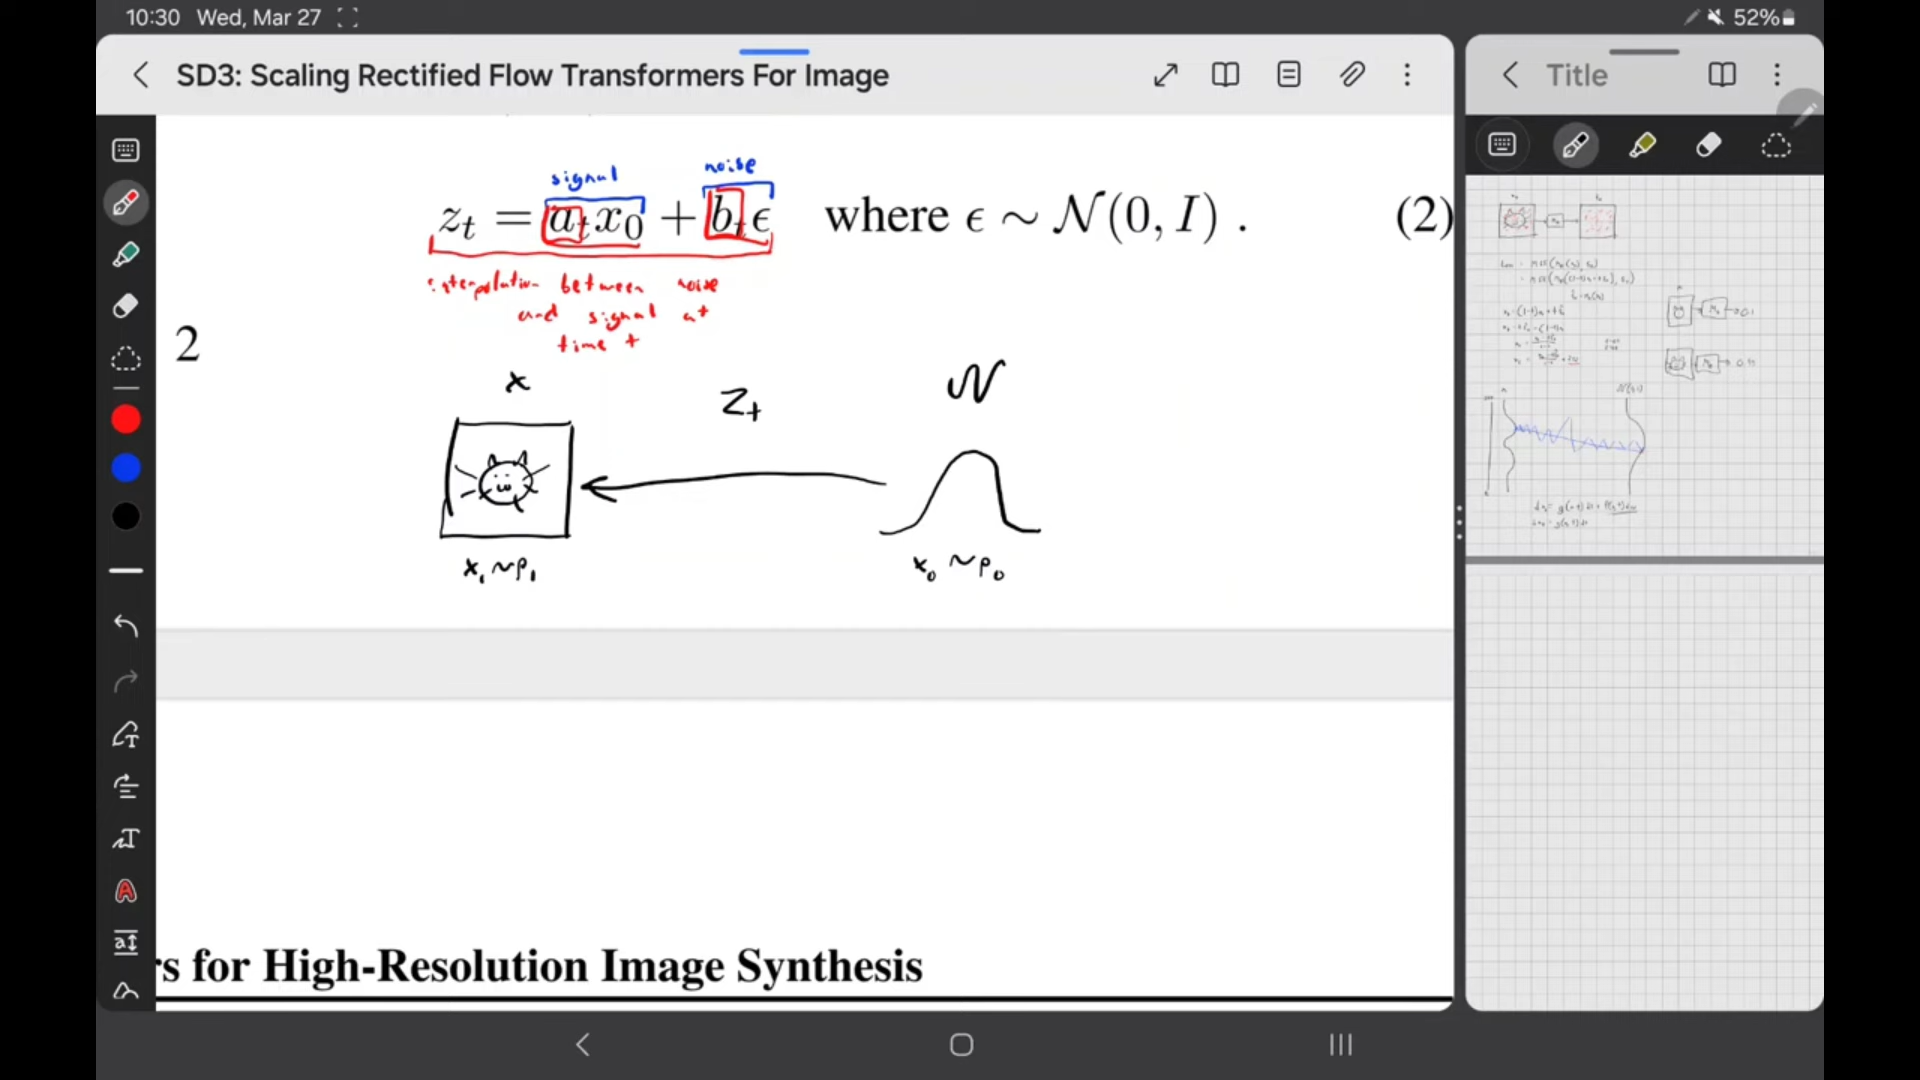 10:30 Wed, Mar 27
52%
SD3: Scaling Rectified Flow Transformers For Image
Title
signal
noise
z_t = a_t x_0 + b_t ϵ where ϵ ∼ 𝒩(0, I) . (2)
interpolation between noise
and signal at
time t
2
x
z_t
𝒩
x_1 ~ p_1
x_0 ~ p_0
rs for High-Resolution Image Synthesis